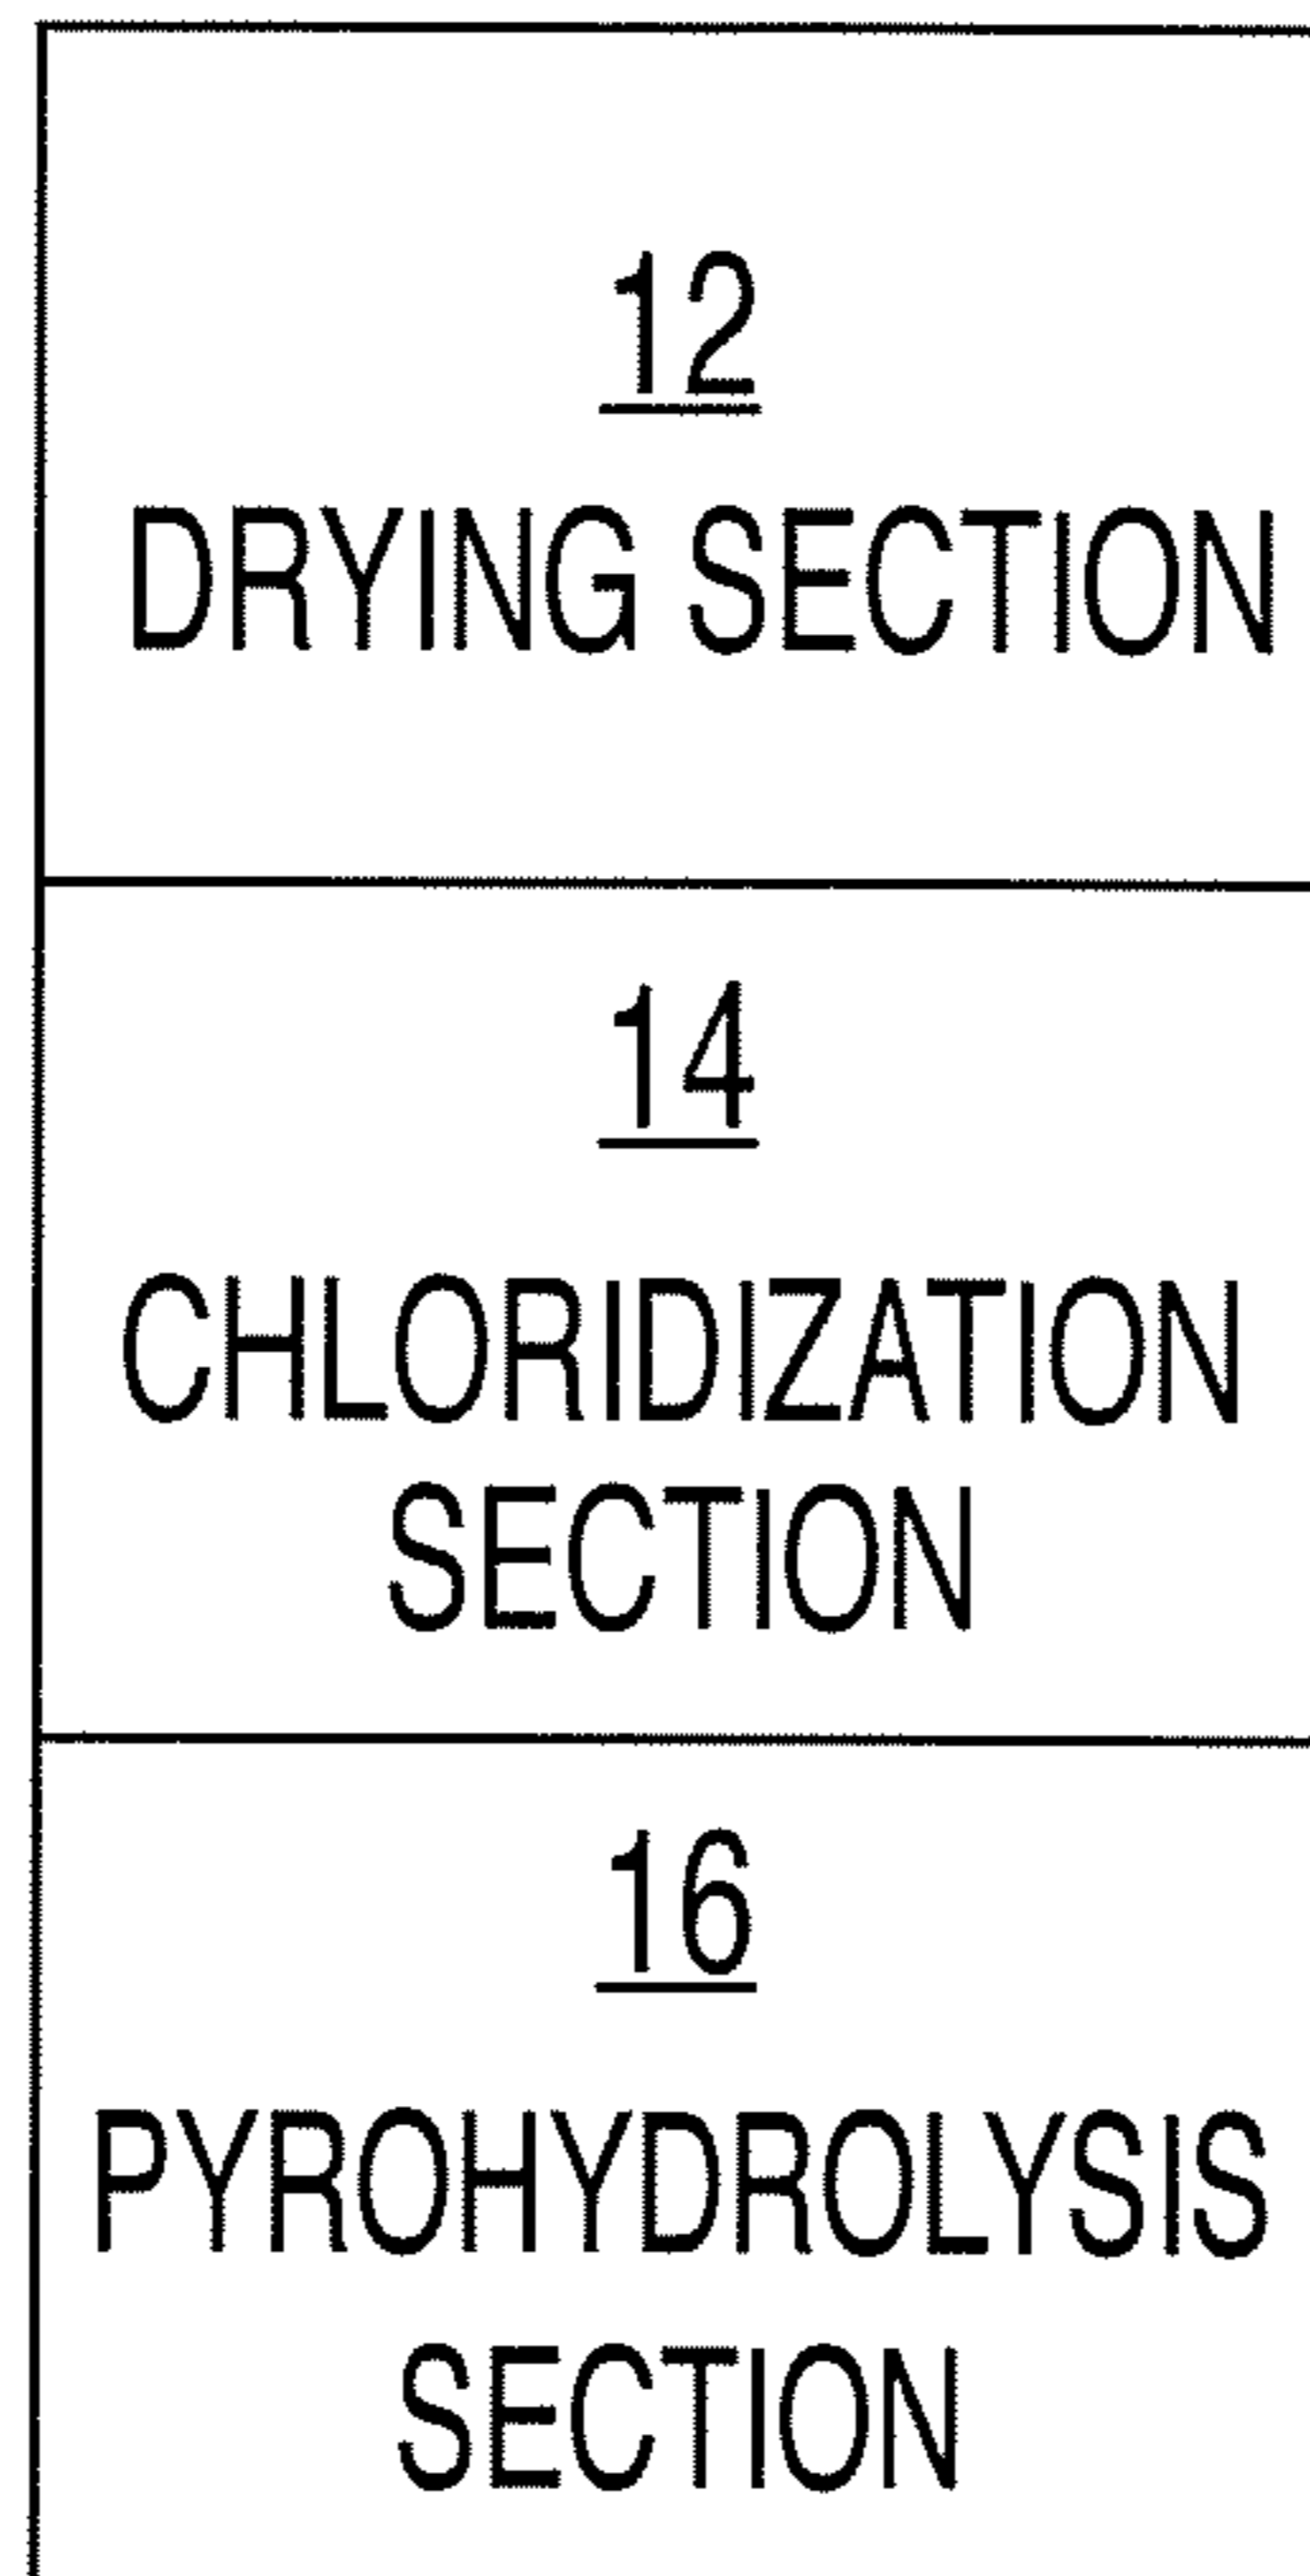 12
DRYING SECTION
14
CHLORIDIZATION
SECTION
16
PYROHYDROLYSIS
SECTION